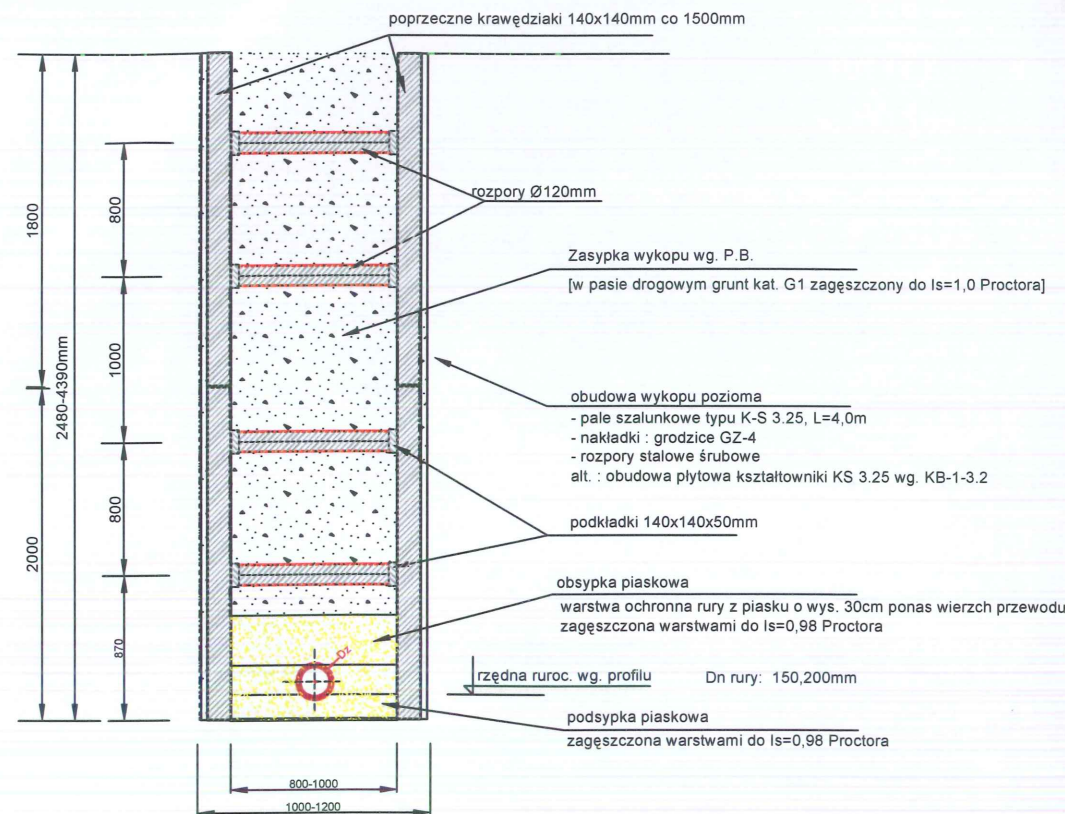 poprzeczne krawędziaki 140x140mm co 1500mm
rozpory Ø120mm
Zasypka wykopu wg. P.B.
[w pasie drogowym grunt kat. G1 zagęszczony do Is=1,0 Proctora]
obudowa wykopu pozioma
- pale szalunkowe typu K-S 3.25, L=4,0m
- nakładki : grodzice GZ-4
- rozpory stalowe śrubowe
alt. : obudowa płytowa kształtowniki KS 3.25 wg. KB-1-3.2
podkładki 140x140x50mm
obsypka piaskowa
warstwa ochronna rury z piasku o wys. 30cm ponas wierzch przewodu
zagęszczona warstwami do Is=0,98 Proctora
rzędna ruroc. wg. profilu
Dn rury: 150,200mm
podsypka piaskowa
zagęszczona warstwami do Is=0,98 Proctora
1800
2000
2480-4390mm
800
1000
800
870
Dz
800-1000
1000-1200